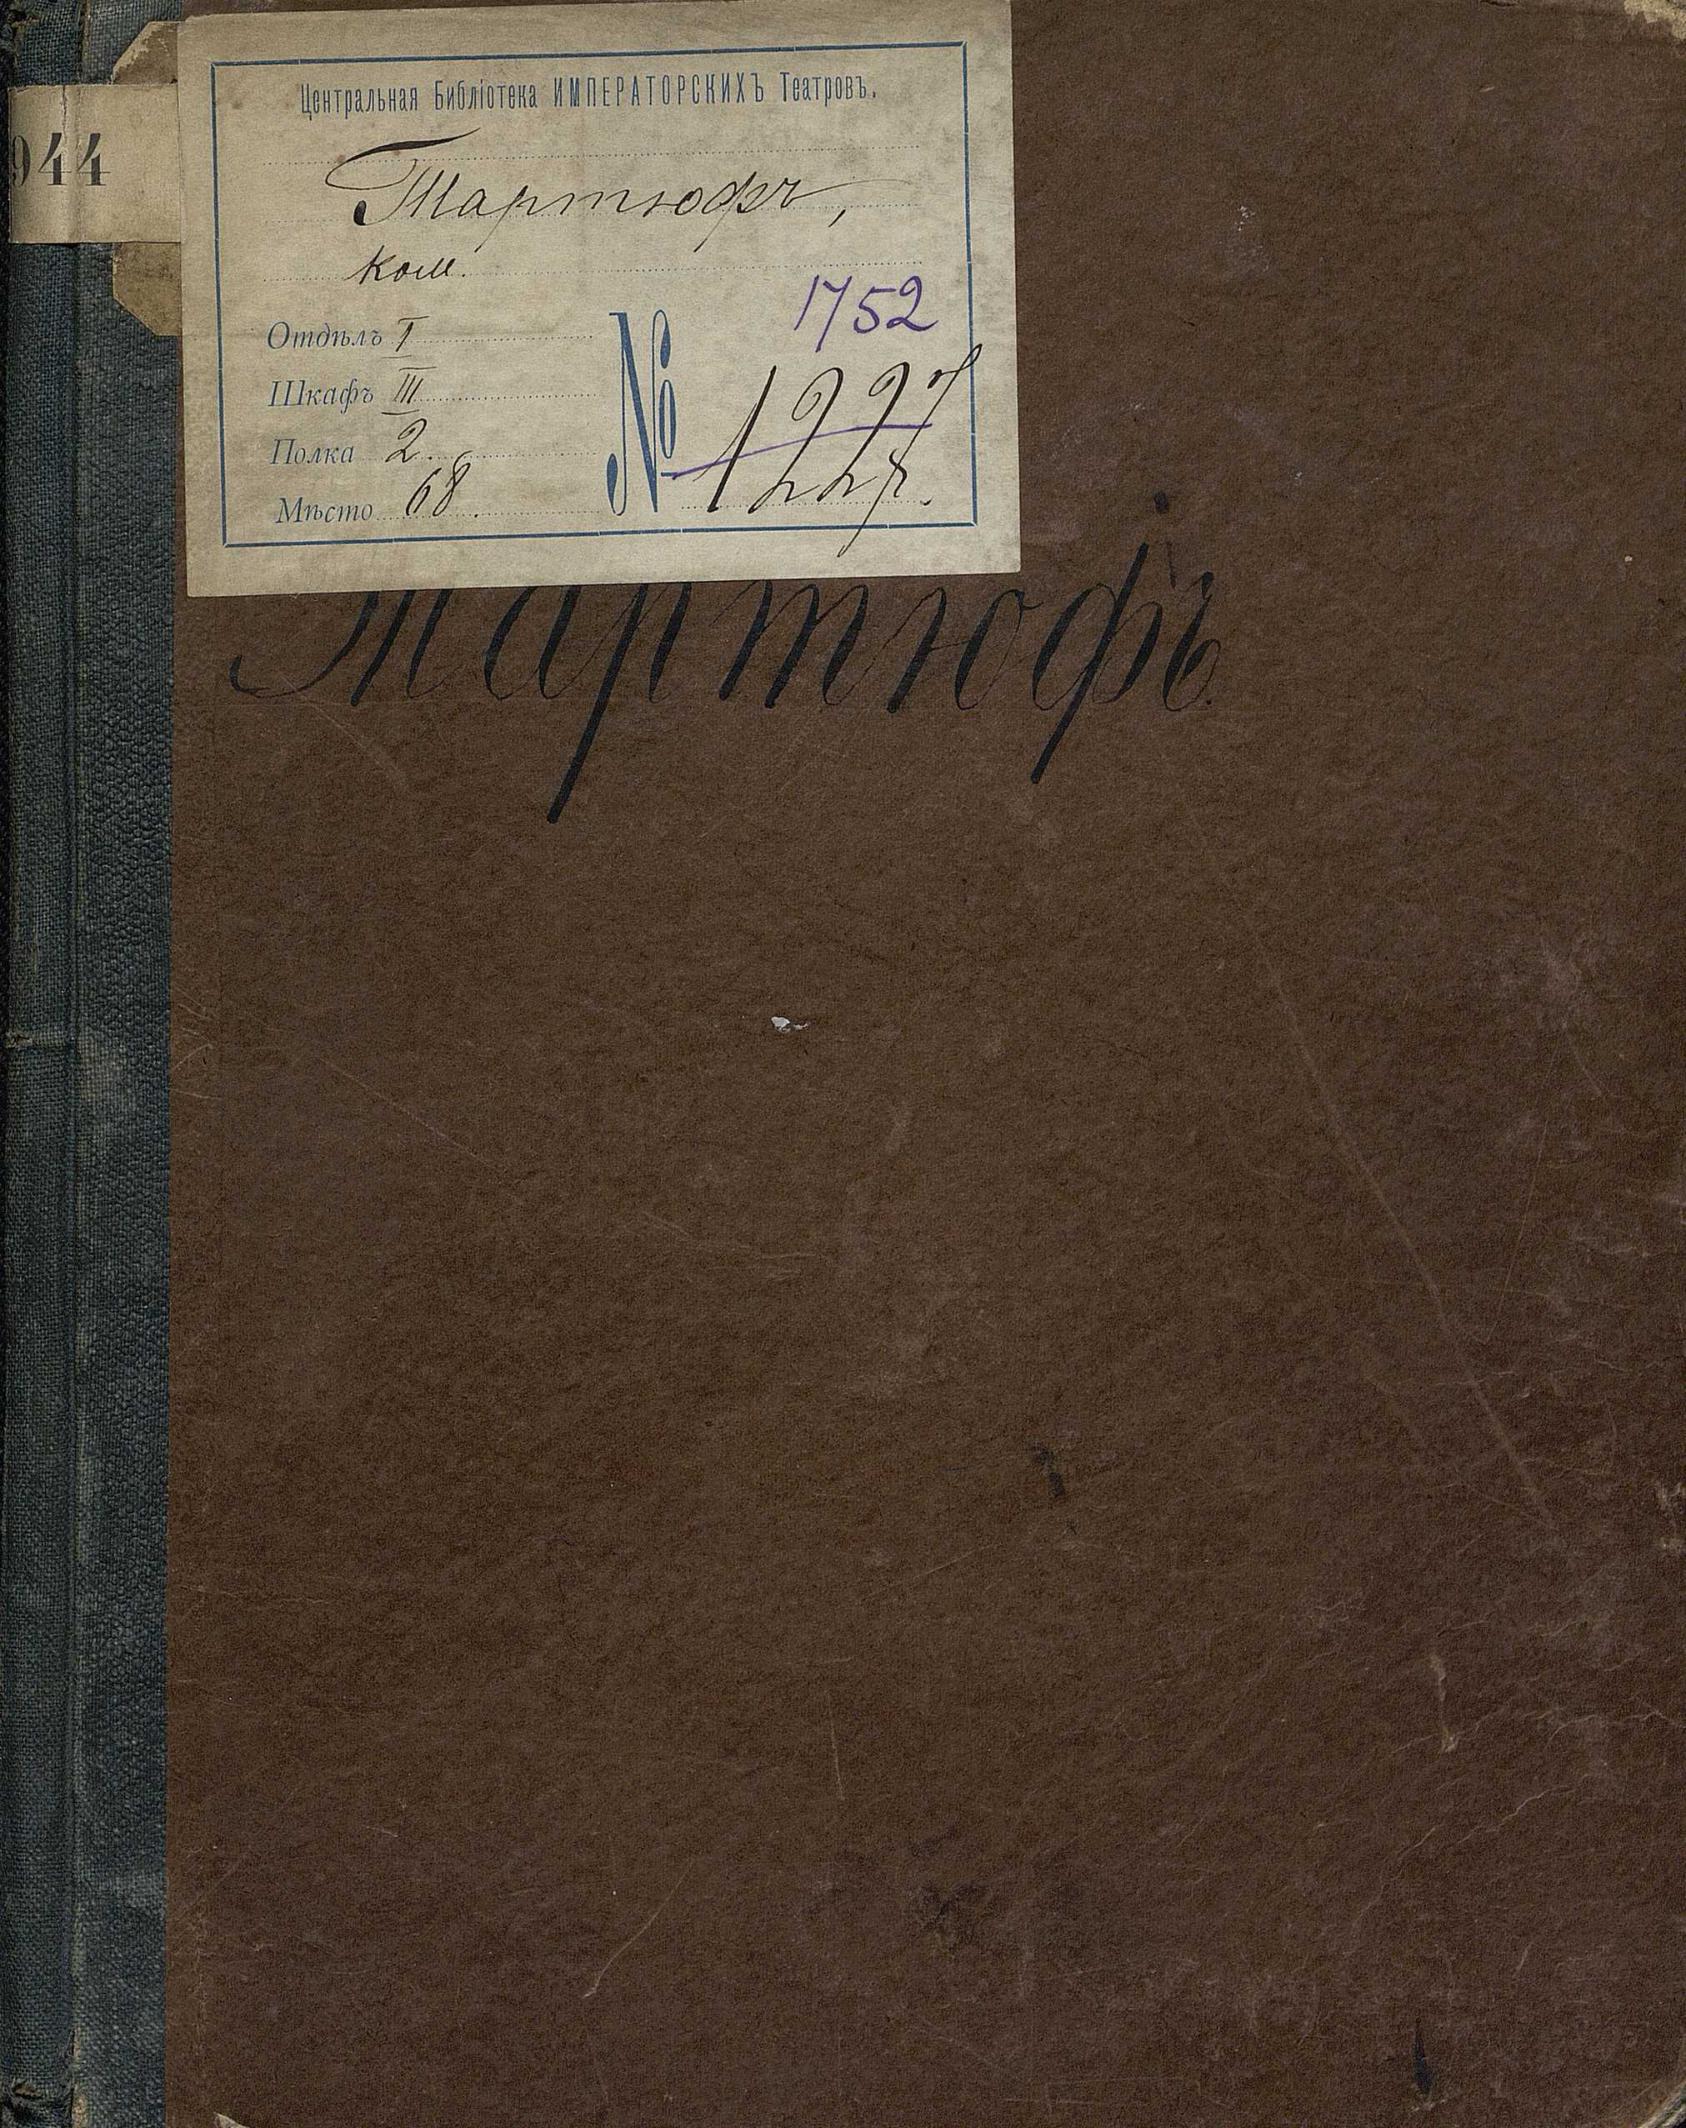 944
Центральная Библіотека ИМПЕРАТОРСКИХЪ Театровъ.
Тартюфъ,
ком.
1752
Отдѣлъ I
Шкафъ III
Полка 2.
Мѣсто 68.
№ 1227.
Тартюфъ.